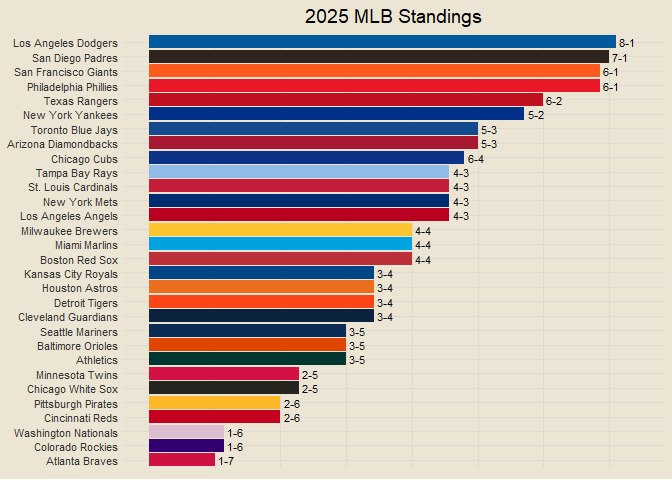 2025 MLB Standings
Los Angeles Dodgers 8-1
San Diego Padres 7-1
San Francisco Giants 6-1
Philadelphia Phillies 6-1
Texas Rangers 6-2
New York Yankees 5-2
Toronto Blue Jays 5-3
Arizona Diamondbacks 5-3
Chicago Cubs 6-4
Tampa Bay Rays 4-3
St. Louis Cardinals 4-3
New York Mets 4-3
Los Angeles Angels 4-3
Milwaukee Brewers 4-4
Miami Marlins 4-4
Boston Red Sox 4-4
Kansas City Royals 3-4
Houston Astros 3-4
Detroit Tigers 3-4
Cleveland Guardians 3-4
Seattle Mariners 3-5
Baltimore Orioles 3-5
Athletics 3-5
Minnesota Twins 2-5
Chicago White Sox 2-5
Pittsburgh Pirates 2-6
Cincinnati Reds 2-6
Washington Nationals 1-6
Colorado Rockies 1-6
Atlanta Braves 1-7